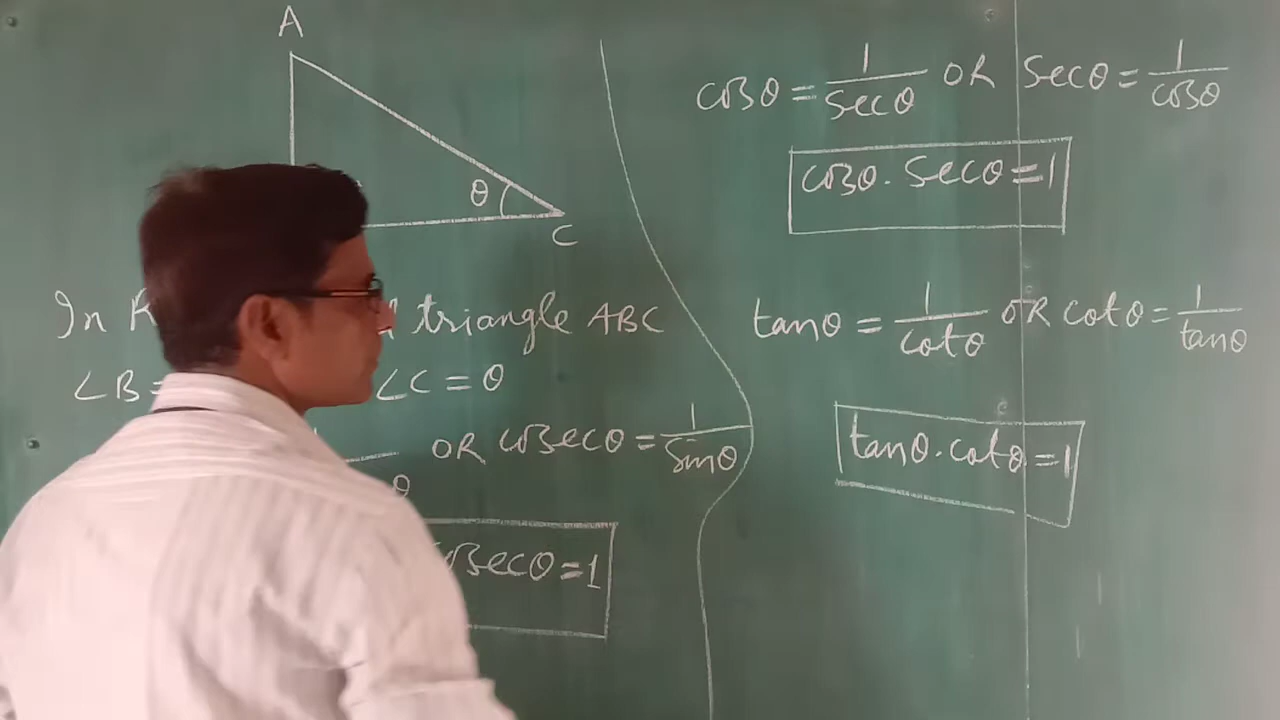 A
θ
C
In triangle ABC
∠B= ∠C = θ
OR cosecθ = 1/sinθ
θ
cosecθ = 1
cosθ = 1/secθ OR secθ = 1/cosθ
cosθ . secθ = 1
tanθ = 1/cotθ OR cotθ = 1/tanθ
tanθ . cotθ = 1